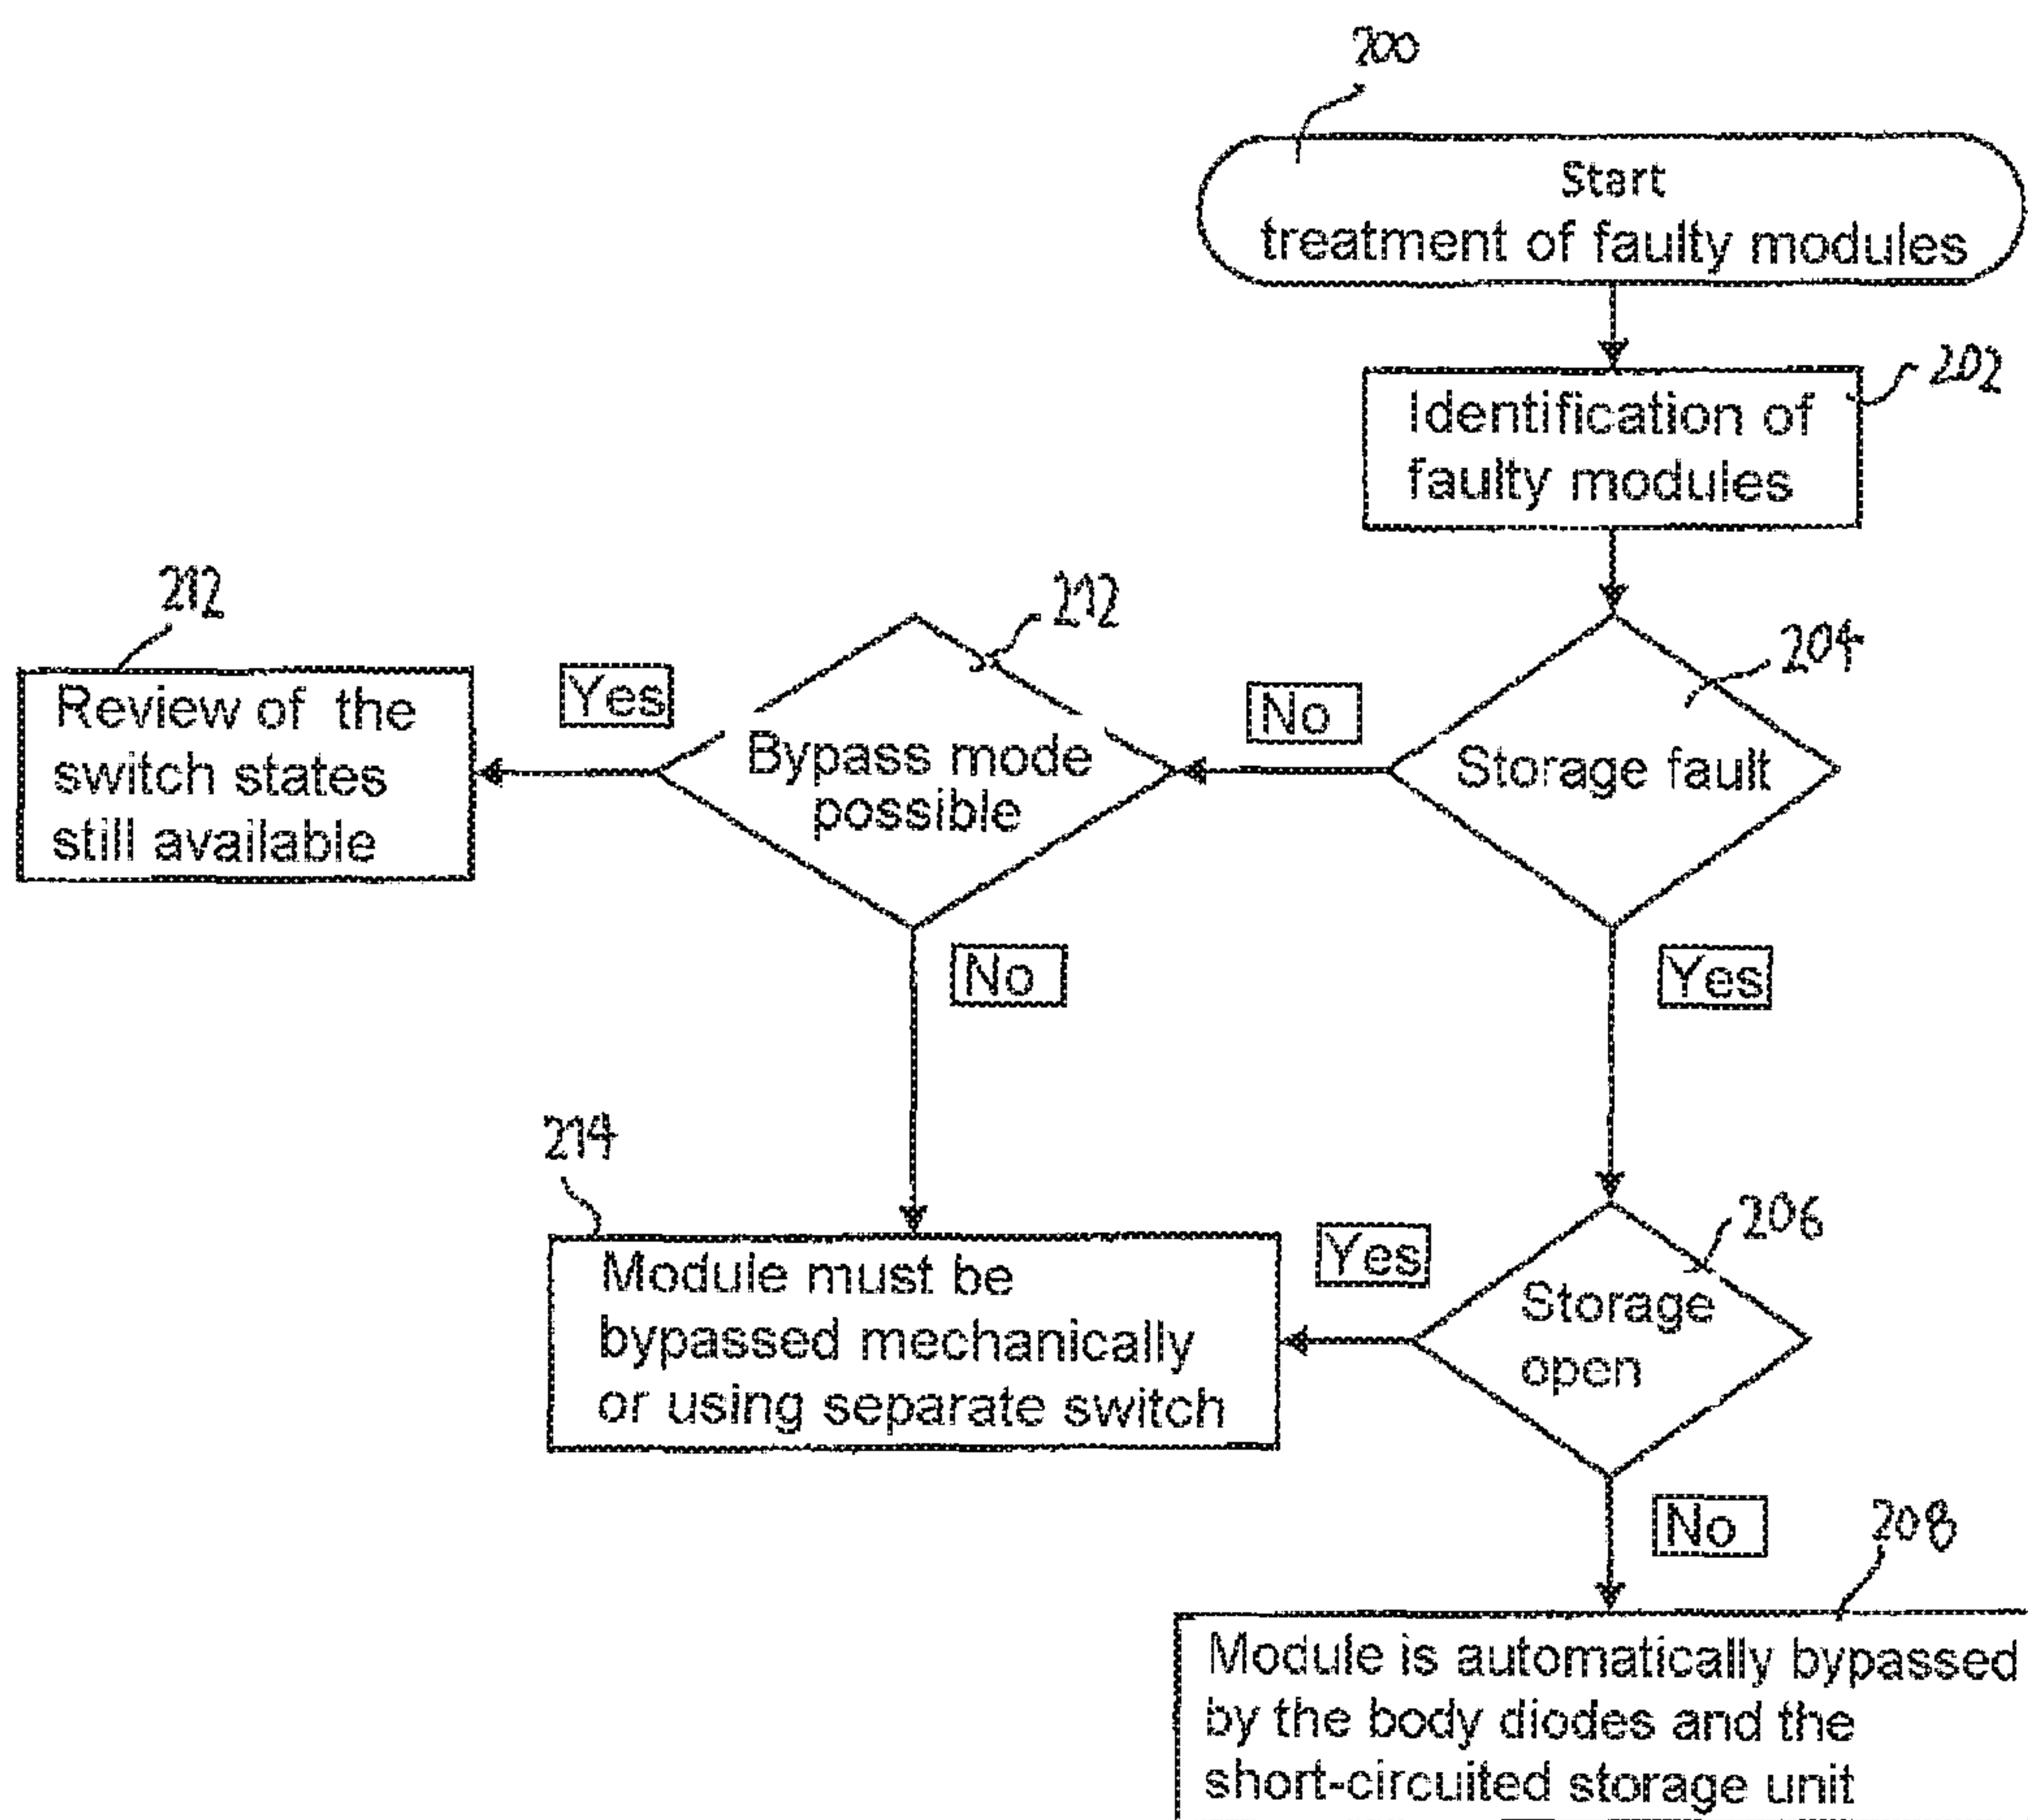 200
Start
treatment of faulty modules
202
Identification of
faulty modules
212
212
204
Review of the
switch states
still available
Yes
Bypass mode
possible
No
Storage fault
No
Yes
214
206
Module must be
bypassed mechanically
or using separate switch
Yes
Storage
open
No
208
Module is automatically bypassed
by the body diodes and the
short-circuited storage unit